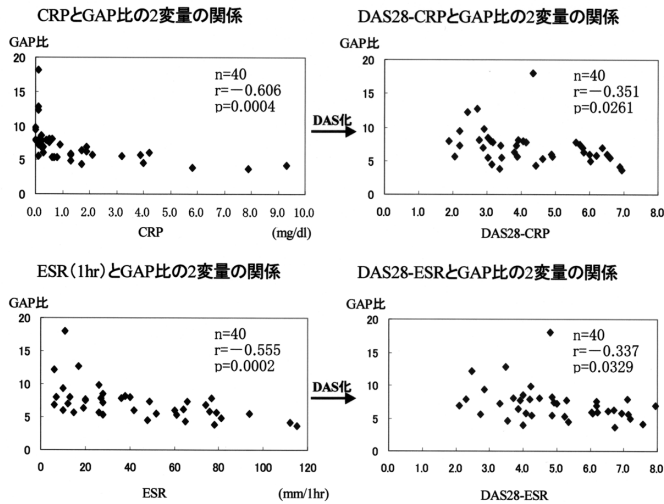 CRPとGAP比の2変量の関係
GAP比
20
15
10
5
0
0.0 1.0 2.0 3.0 4.0 5.0 6.0 7.0 8.0 9.0 10.0
CRP
(mg/dl)
n=40
r=−0.606
p=0.0004
DAS化
DAS28-CRPとGAP比の2変量の関係
GAP比
20
15
10
5
0
0.0 1.0 2.0 3.0 4.0 5.0 6.0 7.0 8.0
DAS28-CRP
n=40
r=−0.351
p=0.0261
ESR(1hr)とGAP比の2変量の関係
GAP比
20
15
10
5
0
0 20 40 60 80 100 120
ESR
(mm/1hr)
n=40
r=−0.555
p=0.0002
DAS化
DAS28-ESRとGAP比の2変量の関係
GAP比
20
15
10
5
0
0.0 1.0 2.0 3.0 4.0 5.0 6.0 7.0 8.0
DAS28-ESR
n=40
r=−0.337
p=0.0329